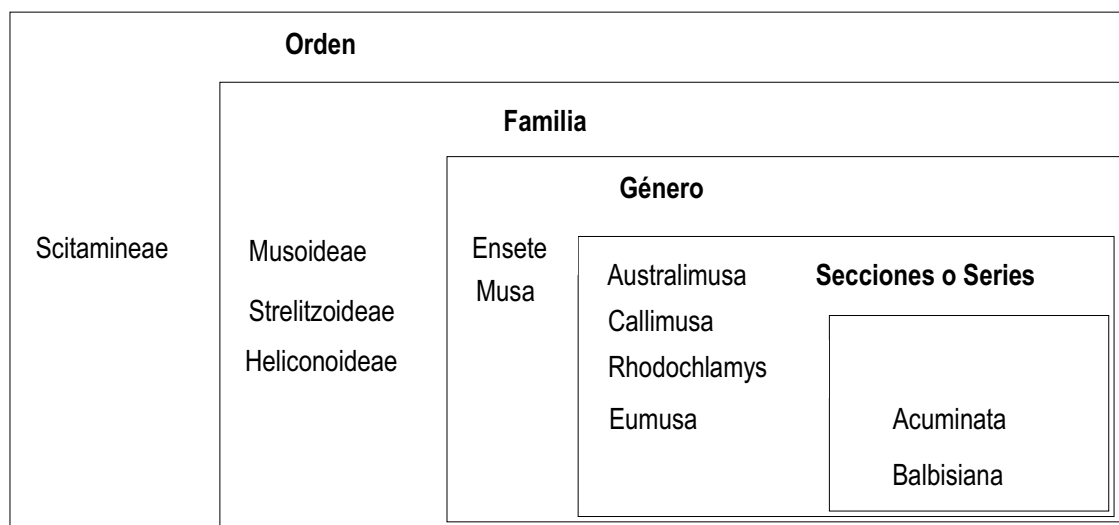 Orden
Familia
Género
Scitamineae
Musoideae
Strelitzoideae
Heliconoideae
Ensete
Musa
Australimusa
Callimusa
Rhodochlamys
Eumusa
Secciones o Series
Acuminata
Balbisiana